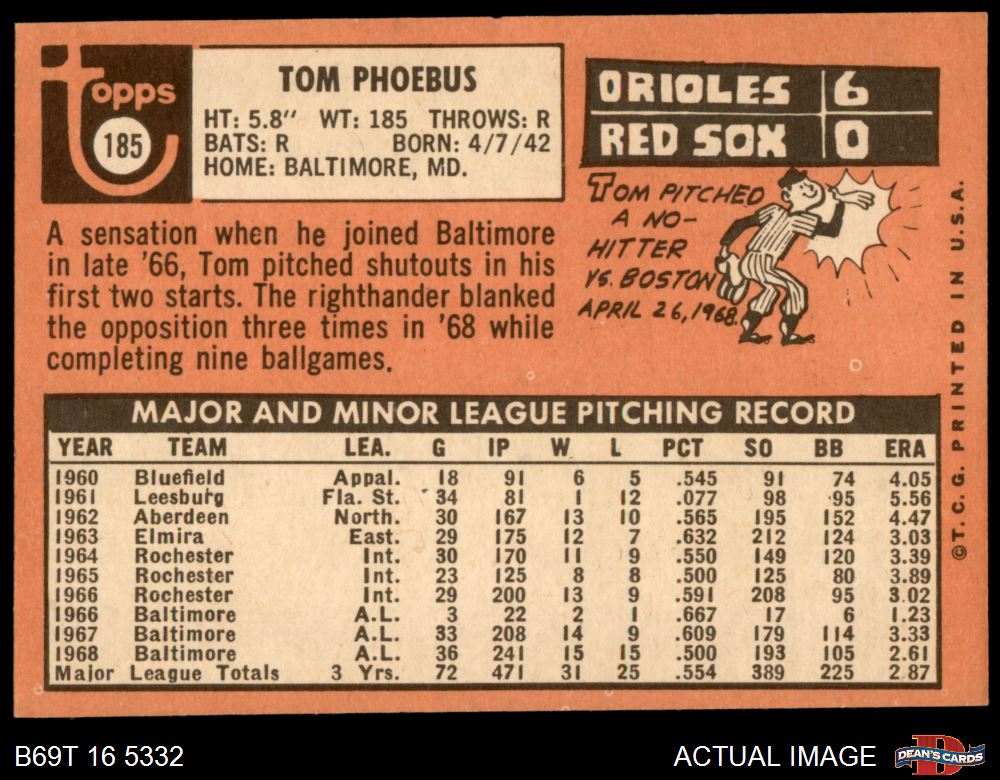 Topps
185
TOM PHOEBUS
HT: 5.8" WT: 185 THROWS: R
BATS: R BORN: 4/7/42
HOME: BALTIMORE, MD.
A sensation when he joined Baltimore
in late '66, Tom pitched shutouts in his
first two starts. The righthander blanked
the opposition three times in '68 while
completing nine ballgames.
ORIOLES 6
RED SOX 0
TOM PITCHED
A NO-
HITTER
VS. BOSTON
APRIL 26, 1968.
MAJOR AND MINOR LEAGUE PITCHING RECORD
YEAR TEAM LEA. G IP W L PCT SO BB ERA
1960 Bluefield Appal. 18 91 6 5 .545 91 74 4.05
1961 Leesburg Fla. St. 34 81 1 12 .077 98 95 5.56
1962 Aberdeen North. 30 167 13 10 .565 195 152 4.47
1963 Elmira East. 29 175 12 7 .632 212 124 3.03
1964 Rochester Int. 30 170 11 9 .550 149 120 3.39
1965 Rochester Int. 23 125 8 8 .500 125 80 3.89
1966 Rochester Int. 29 200 13 9 .591 208 95 3.02
1966 Baltimore A.L. 3 22 2 1 .667 17 6 1.23
1967 Baltimore A.L. 33 208 14 9 .609 179 114 3.33
1968 Baltimore A.L. 36 241 15 15 .500 193 105 2.61
Major League Totals 3 Yrs. 72 471 31 25 .554 389 225 2.87
©T. C. G. PRINTED IN U.S.A.
B69T 16 5332
ACTUAL IMAGE
DEAN'S CARDS